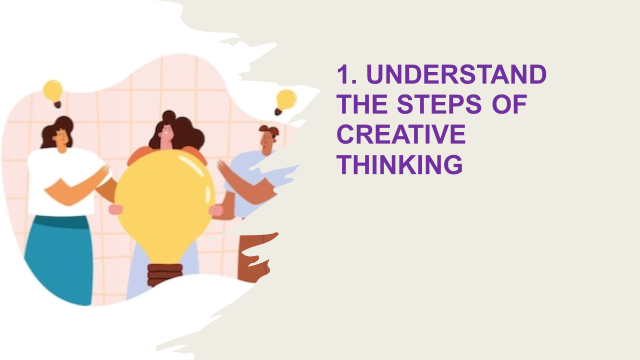 1. UNDERSTAND
THE STEPS OF
CREATIVE
THINKING